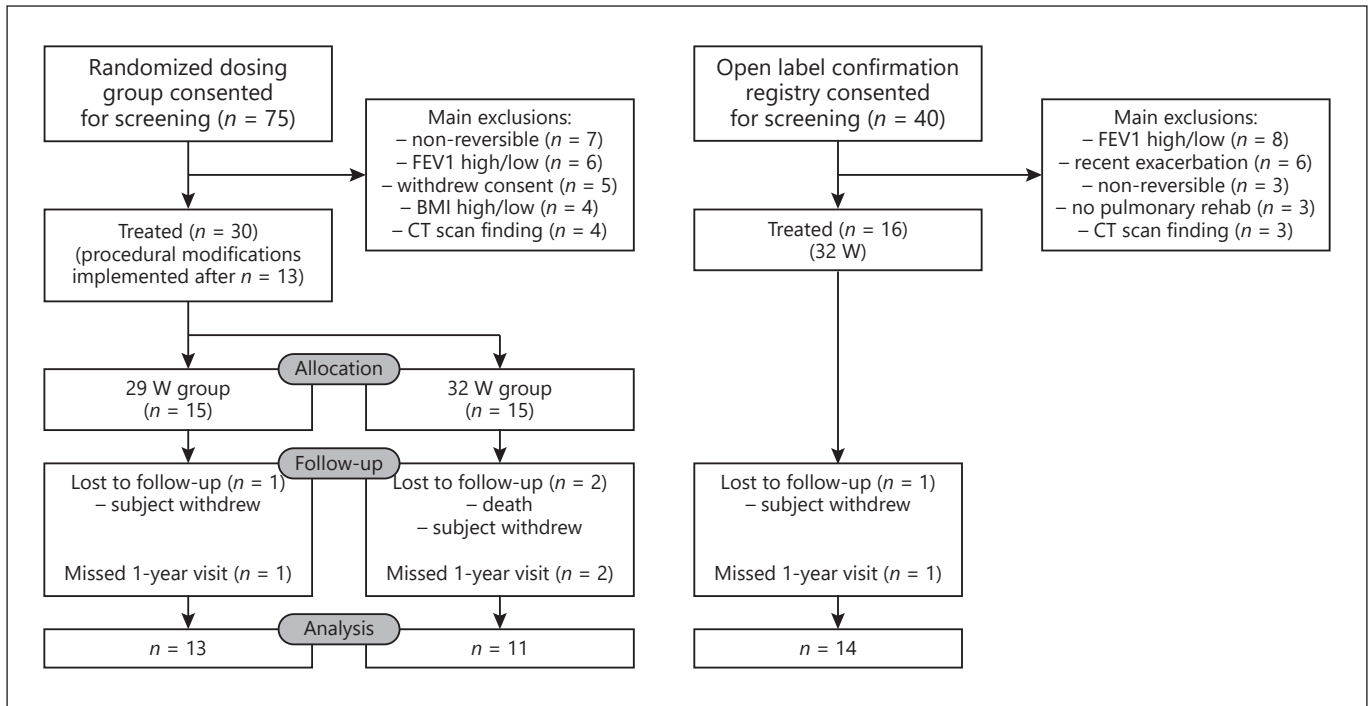 Randomized dosing
group consented
for screening (n = 75)
Main exclusions:
– non-reversible (n = 7)
– FEV1 high/low (n = 6)
– withdrew consent (n = 5)
– BMI high/low (n = 4)
– CT scan finding (n = 4)
Treated (n = 30)
(procedural modifications
implemented after n = 13)
Allocation
29 W group
(n = 15)
32 W group
(n = 15)
Follow-up
Lost to follow-up (n = 1)
– subject withdrew
Missed 1-year visit (n = 1)
Lost to follow-up (n = 2)
– death
– subject withdrew
Missed 1-year visit (n = 2)
Analysis
n = 13
n = 11
Open label confirmation
registry consented
for screening (n = 40)
Main exclusions:
– FEV1 high/low (n = 8)
– recent exacerbation (n = 6)
– non-reversible (n = 3)
– no pulmonary rehab (n = 3)
– CT scan finding (n = 3)
Treated (n = 16)
(32 W)
Lost to follow-up (n = 1)
– subject withdrew
Missed 1-year visit (n = 1)
n = 14